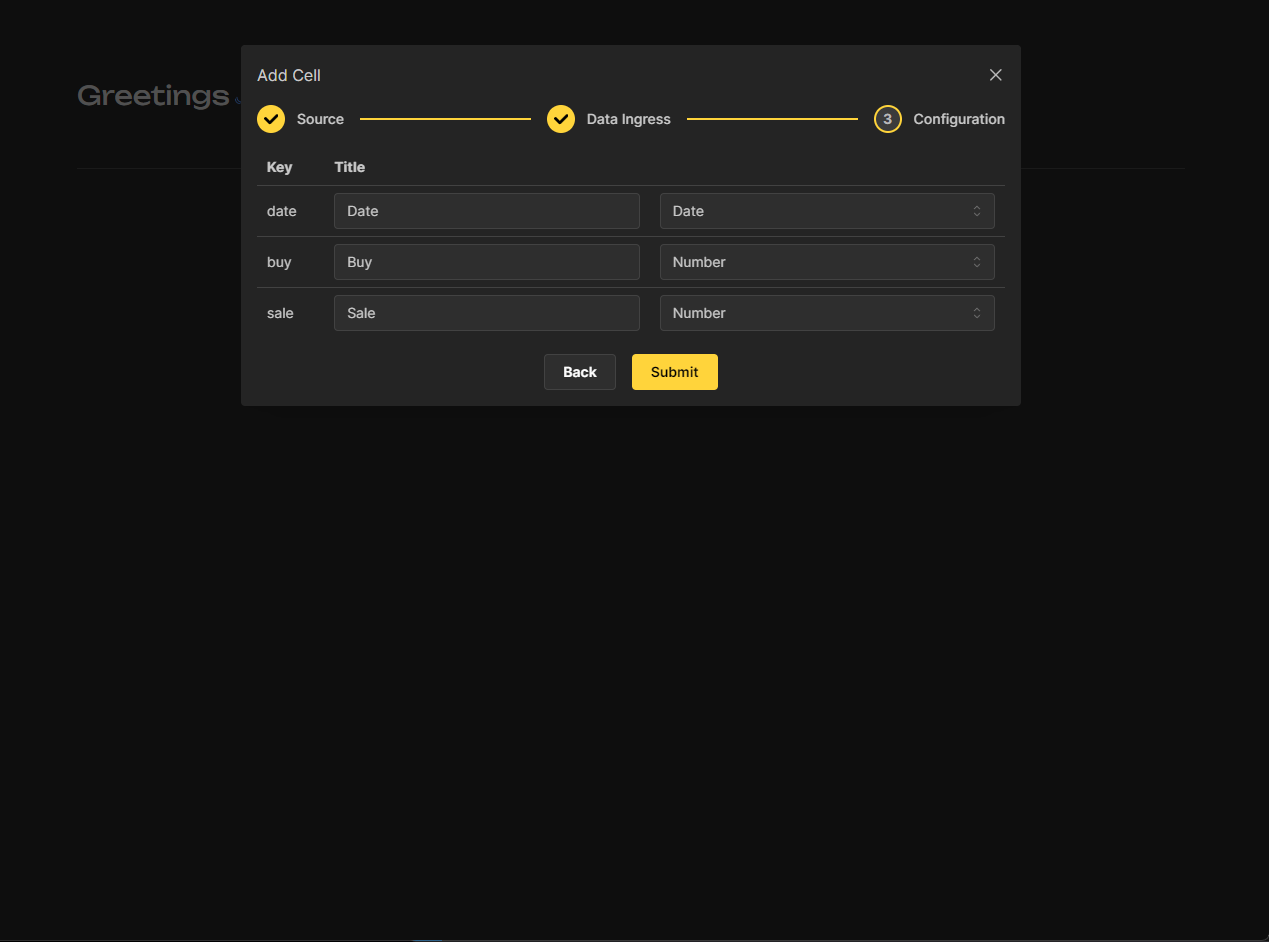 Greetings
Add Cell
Source
Data Ingress
3 Configuration
Key Title
date Date Date
buy Buy Number
sale Sale Number
Back Submit